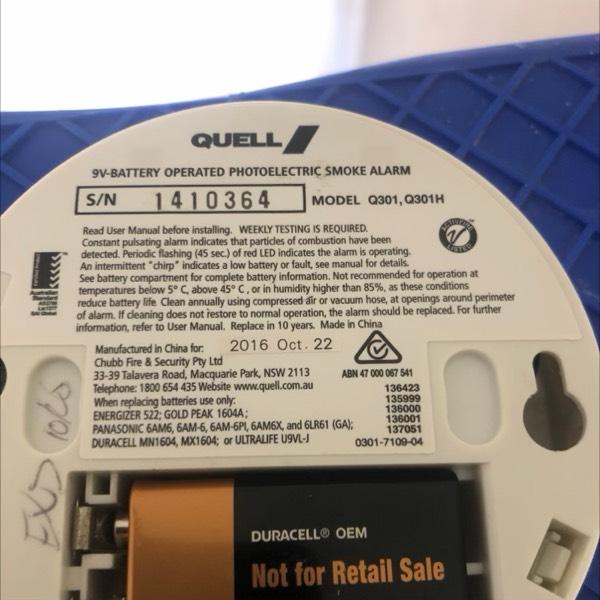 QUELL
9V-BATTERY OPERATED PHOTOELECTRIC SMOKE ALARM
S/N 1410364 MODEL Q301, Q301H
Read User Manual before installing. WEEKLY TESTING IS REQUIRED.
Constant pulsating alarm indicates that particles of combustion have been
detected. Periodic flashing (45 sec.) of red LED indicates the alarm is operating.
An intermittent "chirp" indicates a low battery or fault, see manual for details.
See battery compartment for complete battery information. Not recommended for operation at
temperatures below 5° C, above 45° C, or in humidity higher than 85%, as these conditions
reduce battery life. Clean annually using compressed air or vacuum hose, at openings around perimeter
of alarm. If cleaning does not restore to normal operation, the alarm should be replaced. For further
information, refer to User Manual. Replace in 10 years. Made in China
Australian
Standard
Manufactured in China for: 2016 Oct. 22
Chubb Fire & Security Pty Ltd
33-39 Talavera Road, Macquarie Park, NSW 2113
Telephone: 1800 654 435 Website www.quell.com.au
When replacing batteries use only:
ENERGIZER 522; GOLD PEAK 1604A;
PANASONIC 6AM6, 6AM-6, 6AM-6PI, 6AM6X, and 6LR61 (GA);
DURACELL MN1604, MX1604; or ULTRALIFE U9VL-J
ABN 47 000 067 541
136423
135999
136000
136001
137051
0301-7109-04
DURACELL® OEM
Not for Retail Sale